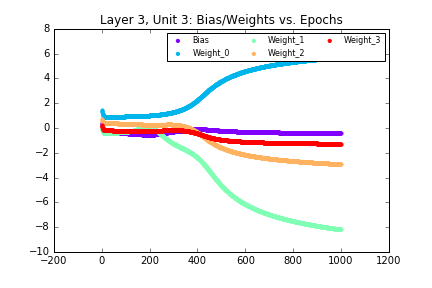 Layer 3, Unit 3: Bias/Weights vs. Epochs
Bias Weight_1 Weight_3
Weight_0 Weight_2
8
6
4
2
0
−2
−4
−6
−8
−10
−200 0 200 400 600 800 1000 1200